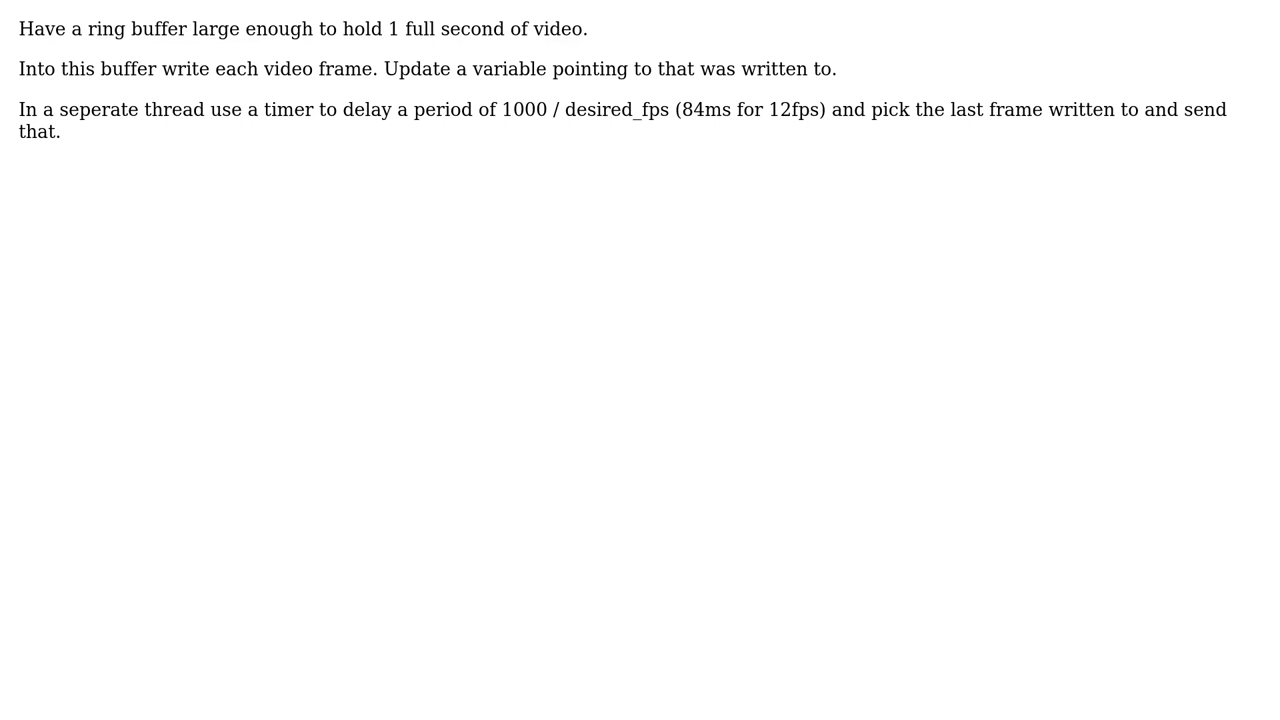 Have a ring buffer large enough to hold 1 full second of video.
Into this buffer write each video frame. Update a variable pointing to that was written to.
In a seperate thread use a timer to delay a period of 1000 / desired_fps (84ms for 12fps) and pick the last frame written to and send
that.